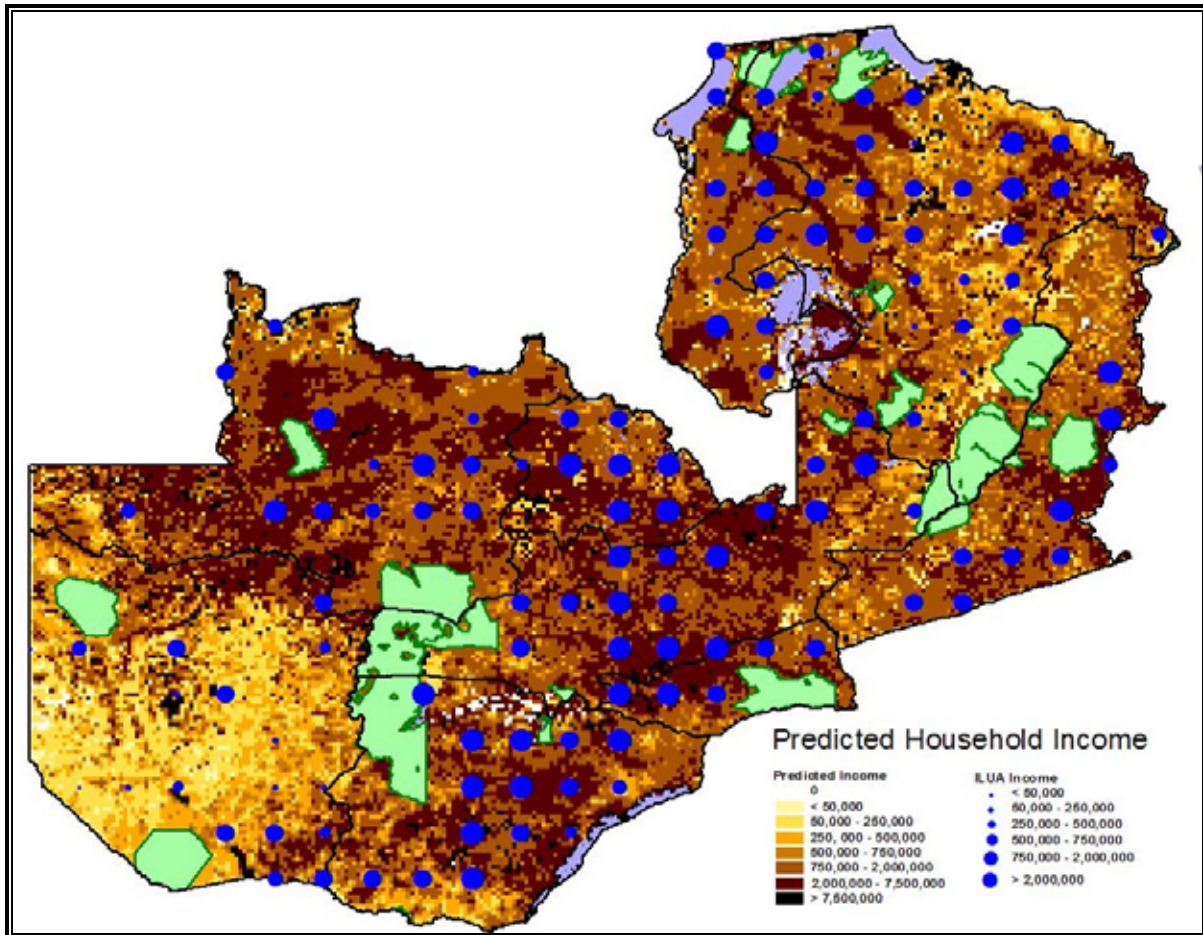 Predicted Household Income
Predicted Income
0
< 50,000
50,000 - 250,000
250, 000 - 500,000
500,000 - 750,000
750,000 - 2,000,000
2,000,000 - 7,500,000
> 7,500,000
ILUA Income
< 50,000
50,000 - 250,000
250,000 - 500,000
500,000 - 750,000
750,000 - 2,000,000
> 2,000,000